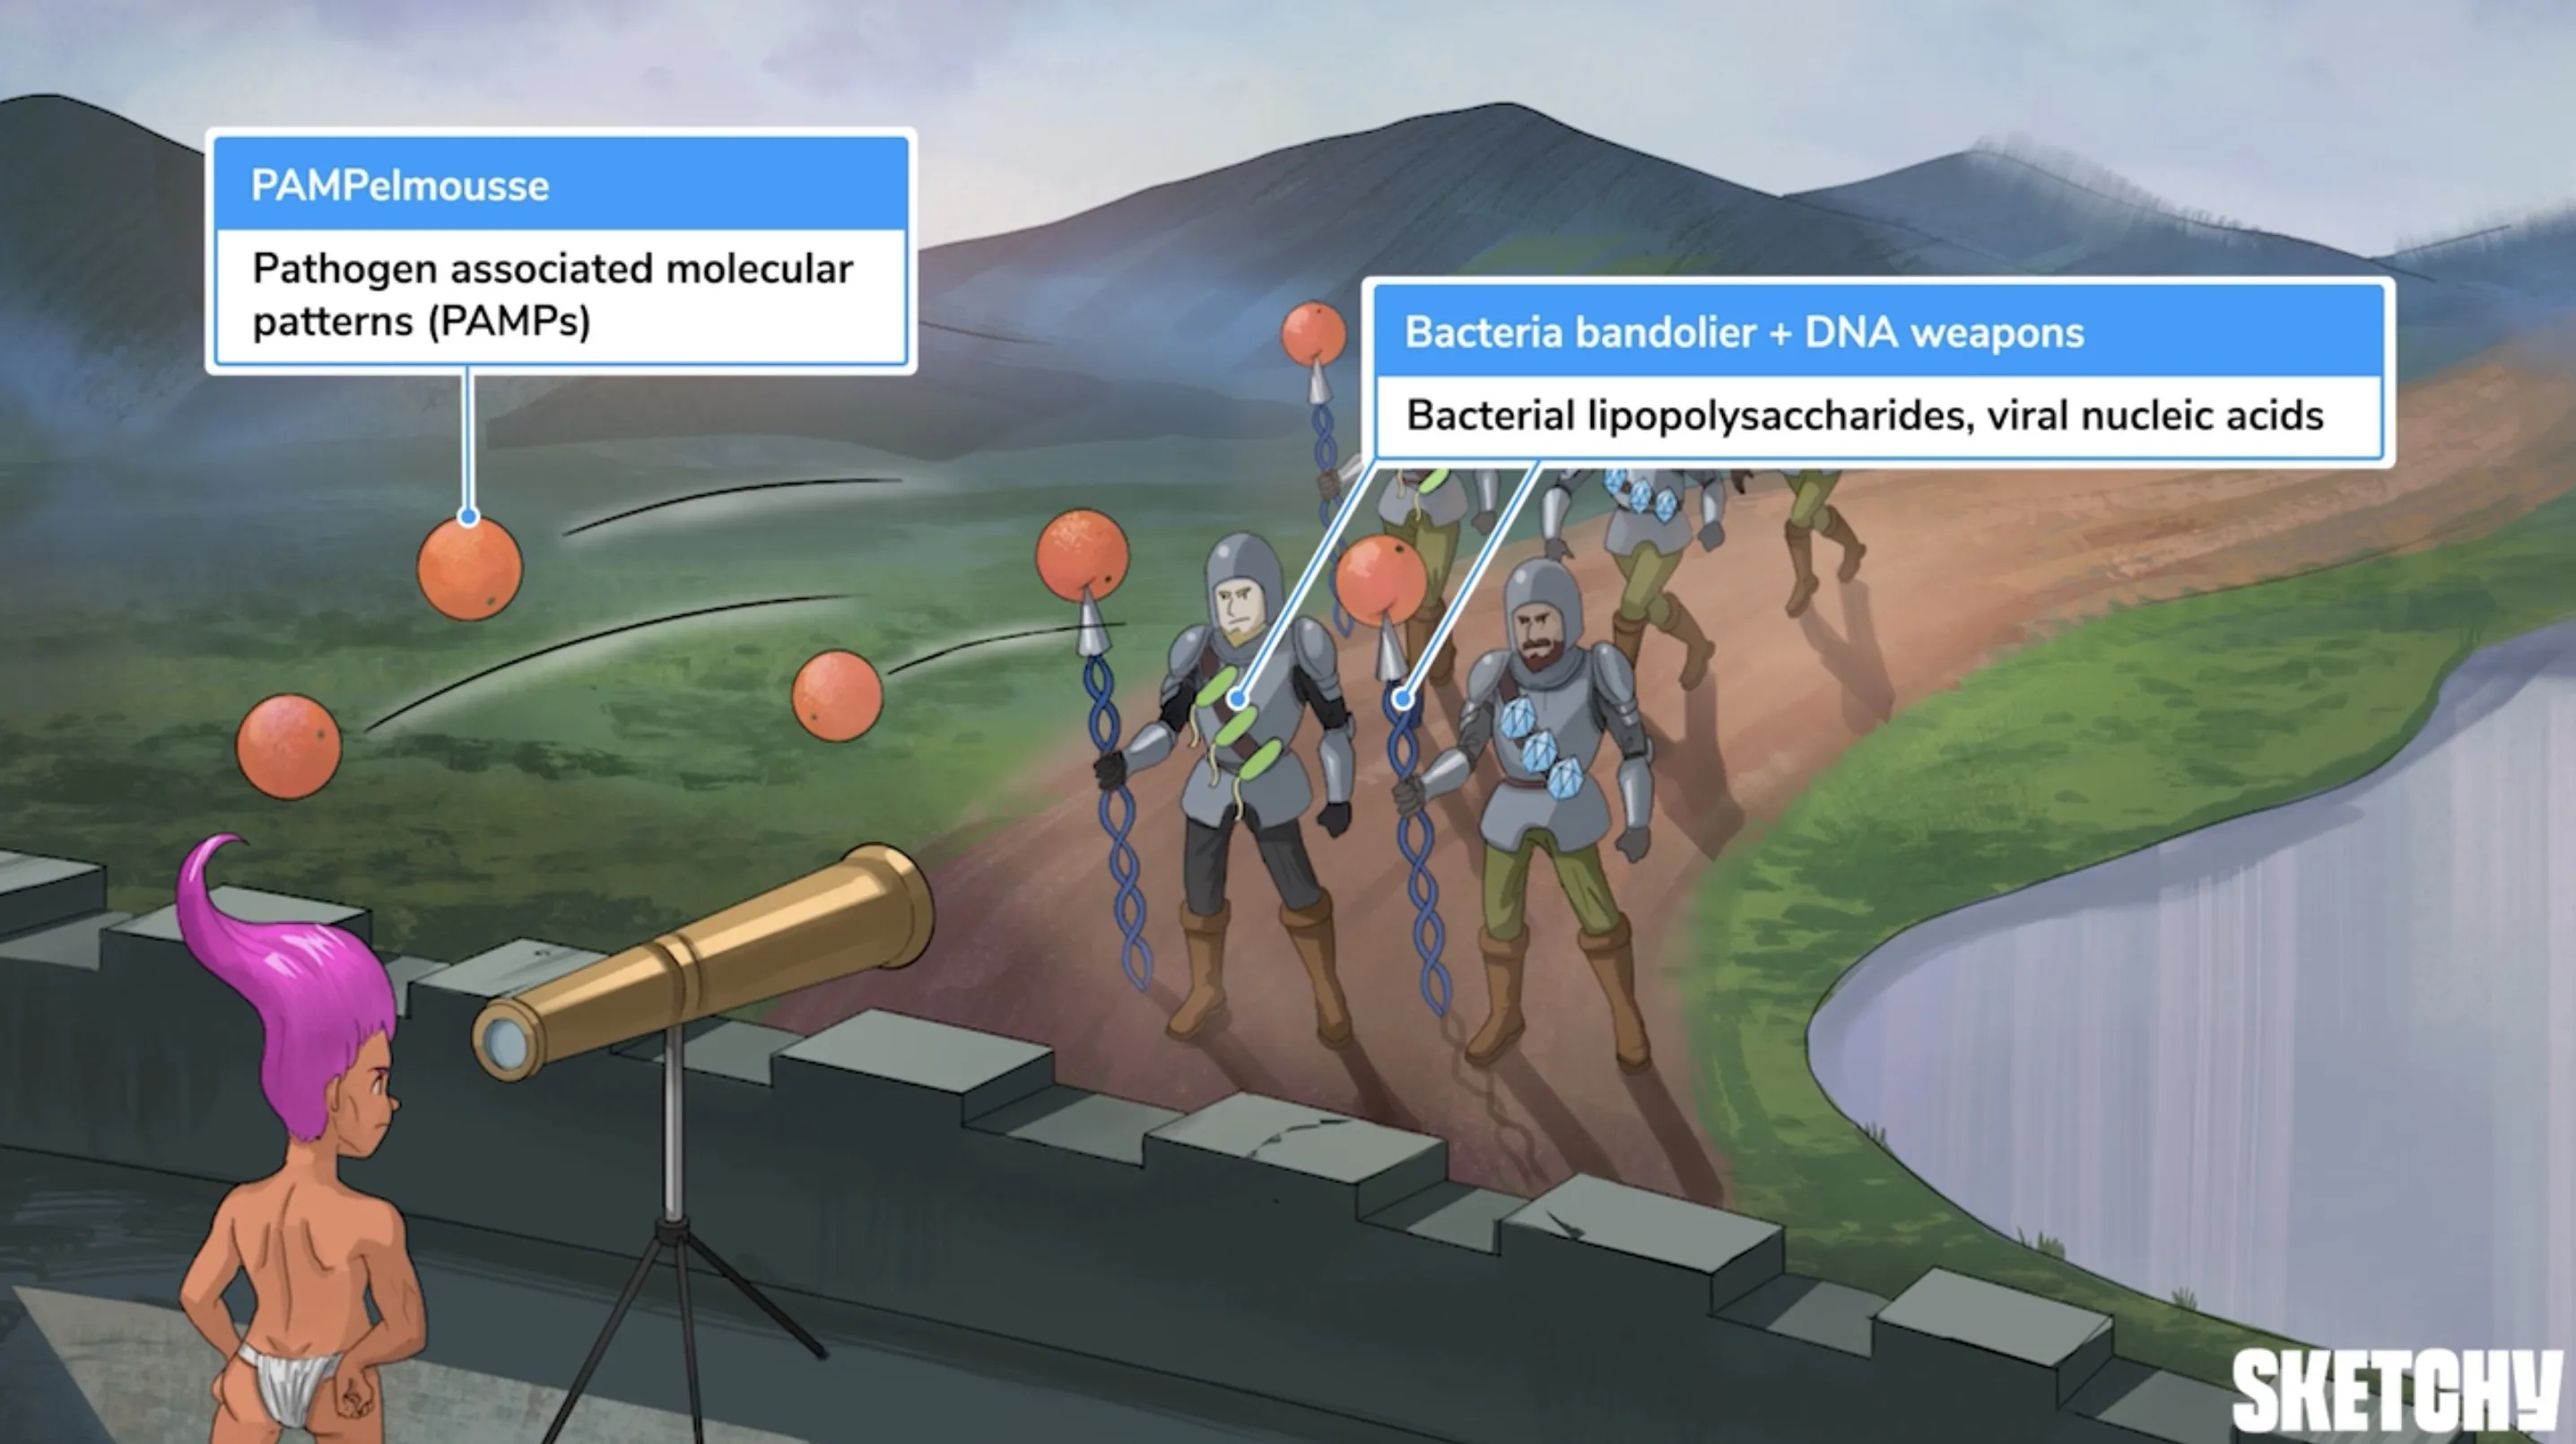 PAMPelmousse
Pathogen associated molecular
patterns (PAMPs)
Bacteria bandolier + DNA weapons
Bacterial lipopolysaccharides, viral nucleic acids
SKETCHY